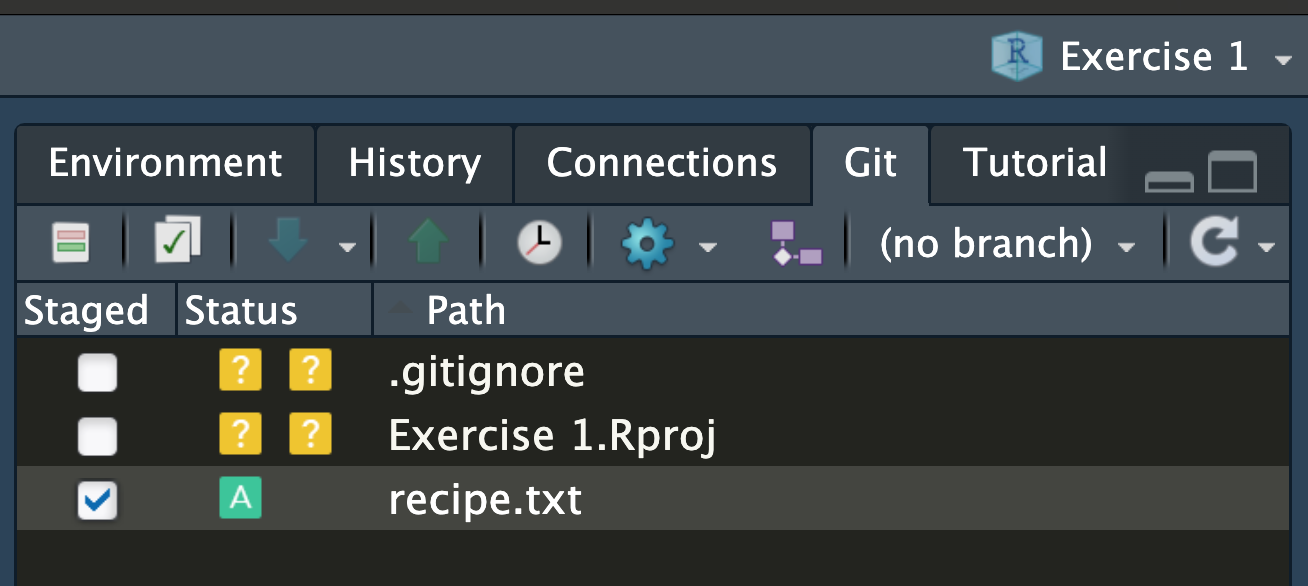 R Exercise 1
Environment History Connections Git Tutorial
(no branch)
Staged Status Path
? ? .gitignore
? ? Exercise 1.Rproj
A recipe.txt